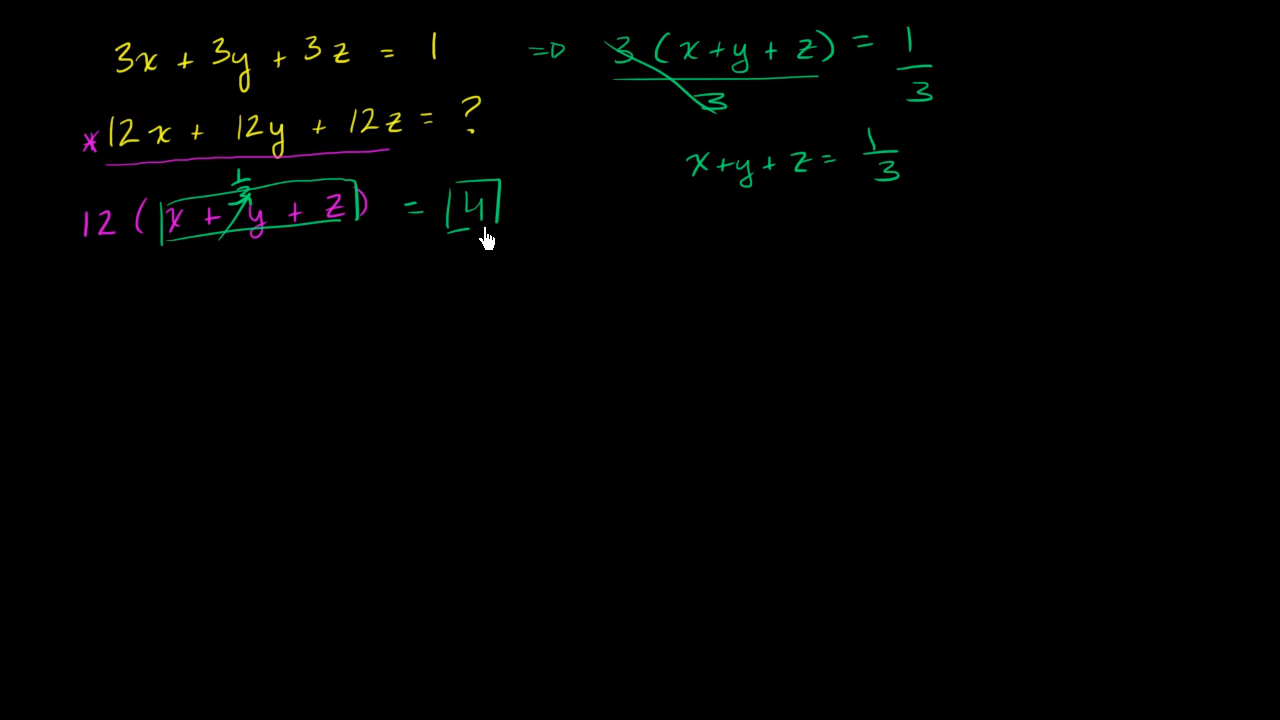 3x + 3y + 3z = 1
⇒ 3(x+y+z)/3 = 1/3
*12x + 12y + 12z = ?
x+y+z = 1/3
1/3
12(x + y + z) = 4